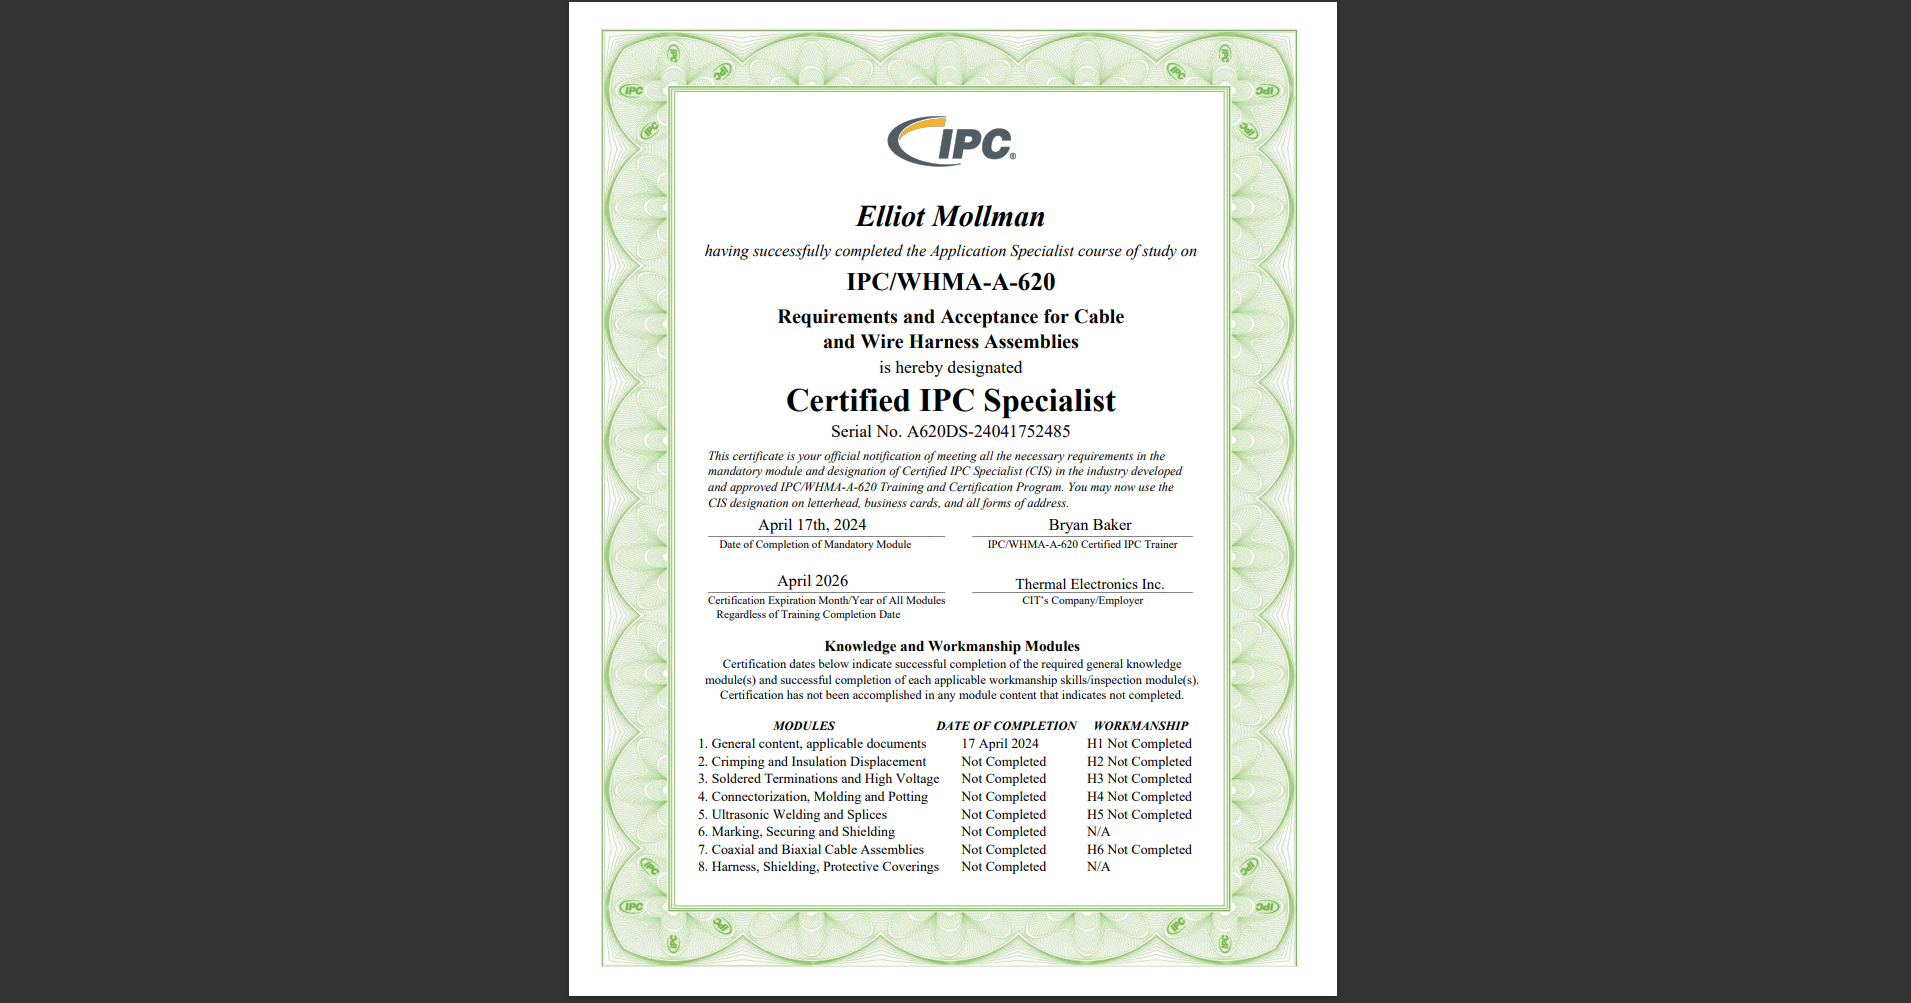 IPC®
Elliot Mollman
having successfully completed the Application Specialist course of study on
IPC/WHMA-A-620
Requirements and Acceptance for Cable
and Wire Harness Assemblies
is hereby designated
Certified IPC Specialist
Serial No. A620DS-24041752485
This certificate is your official notification of meeting all the necessary requirements in the
mandatory module and designation of Certified IPC Specialist (CIS) in the industry developed
and approved IPC/WHMA-A-620 Training and Certification Program. You may now use the
CIS designation on letterhead, business cards, and all forms of address.
April 17th, 2024 Bryan Baker
Date of Completion of Mandatory Module IPC/WHMA-A-620 Certified IPC Trainer
April 2026 Thermal Electronics Inc.
Certification Expiration Month/Year of All Modules CIT's Company/Employer
Regardless of Training Completion Date
Knowledge and Workmanship Modules
Certification dates below indicate successful completion of the required general knowledge
module(s) and successful completion of each applicable workmanship skills/inspection module(s).
Certification has not been accomplished in any module content that indicates not completed.
MODULES DATE OF COMPLETION WORKMANSHIP
1. General content, applicable documents 17 April 2024 H1 Not Completed
2. Crimping and Insulation Displacement Not Completed H2 Not Completed
3. Soldered Terminations and High Voltage Not Completed H3 Not Completed
4. Connectorization, Molding and Potting Not Completed H4 Not Completed
5. Ultrasonic Welding and Splices Not Completed H5 Not Completed
6. Marking, Securing and Shielding Not Completed N/A
7. Coaxial and Biaxial Cable Assemblies Not Completed H6 Not Completed
8. Harness, Shielding, Protective Coverings Not Completed N/A